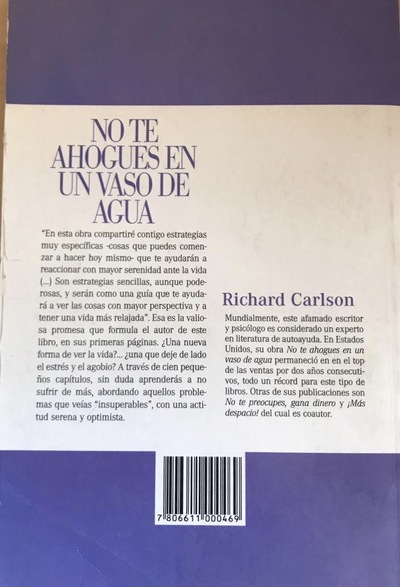 NO TE
AHOGUES EN
UN VASO DE
AGUA
"En esta obra compartiré contigo estrategias
muy específicas -cosas que puedes comen-
zar a hacer hoy mismo- que te ayudarán a
reaccionar con mayor serenidad ante la vida
(...) Son estrategias sencillas, aunque pode-
rosas, y serán como una guía que te ayuda-
rá a ver las cosas con mayor perspectiva y a
tener una vida más relajada". Esa es la valio-
sa promesa que formula el autor de este
libro, en sus primeras páginas. ¿Una nueva
forma de ver la vida?... ¿una que deje de lado
el estrés y el agobio? A través de cien peque-
ños capítulos, sin duda aprenderás a no
sufrir de más, abordando aquellos proble-
mas que veías "insuperables", con una acti-
tud serena y optimista.
Richard Carlson
Mundialmente, este afamado escritor
y psicólogo es considerado un experto
en literatura de autoayuda. En Estados
Unidos, su obra No te ahogues en un
vaso de agua permaneció en en el top
de las ventas por dos años consecuti-
vos, todo un récord para este tipo de
libros. Otras de sus publicaciones son
No te preocupes, gana dinero y ¡Más
despacio! del cual es coautor.
7 806611 000469